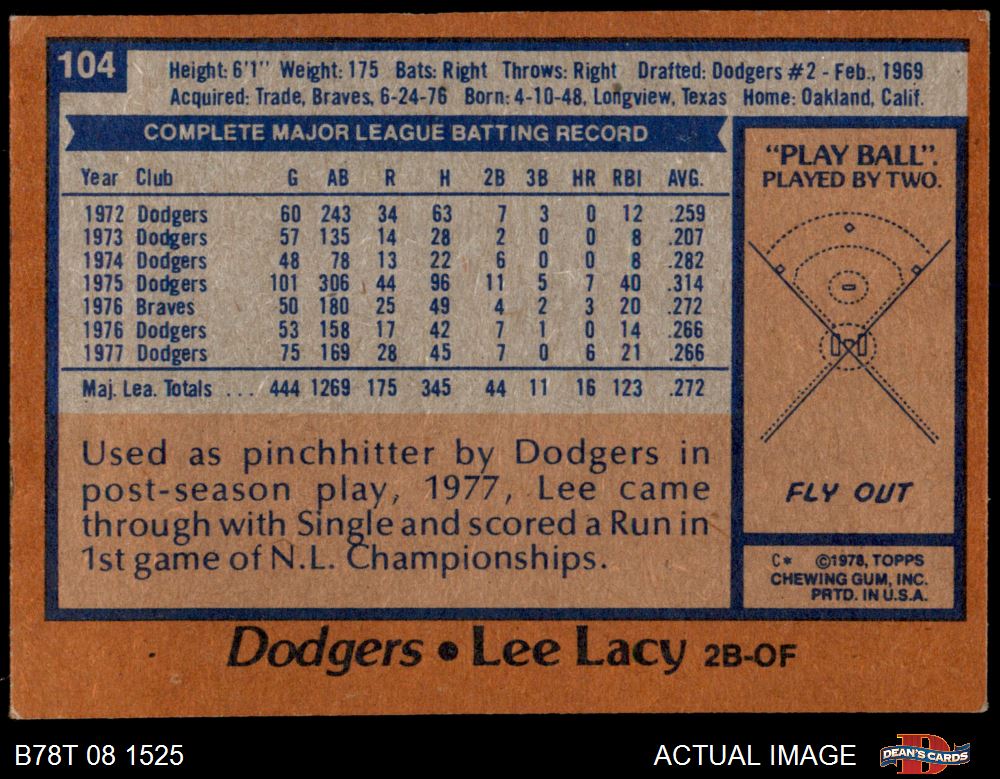 104
Height: 6'1" Weight: 175 Bats: Right Throws: Right Drafted: Dodgers #2 - Feb., 1969
Acquired: Trade, Braves, 6-24-76 Born: 4-10-48, Longview, Texas Home: Oakland, Calif.
COMPLETE MAJOR LEAGUE BATTING RECORD
Year Club G AB R H 2B 3B HR RBI AVG.
1972 Dodgers 60 243 34 63 7 3 0 12 .259
1973 Dodgers 57 135 14 28 2 0 0 8 .207
1974 Dodgers 48 78 13 22 6 0 0 8 .282
1975 Dodgers 101 306 44 96 11 5 7 40 .314
1976 Braves 50 180 25 49 4 2 3 20 .272
1976 Dodgers 53 158 17 42 7 1 0 14 .266
1977 Dodgers 75 169 28 45 7 0 6 21 .266
Maj. Lea. Totals ... 444 1269 175 345 44 11 16 123 .272
Used as pinchhitter by Dodgers in
post-season play, 1977, Lee came
through with Single and scored a Run in
1st game of N.L. Championships.
"PLAY BALL".
PLAYED BY TWO.
FLY OUT
C* ©1978, TOPPS
CHEWING GUM, INC.
PRTD. IN U.S.A.
Dodgers • Lee Lacy 2B-OF
B78T 08 1525
ACTUAL IMAGE
DEAN'S CARDS